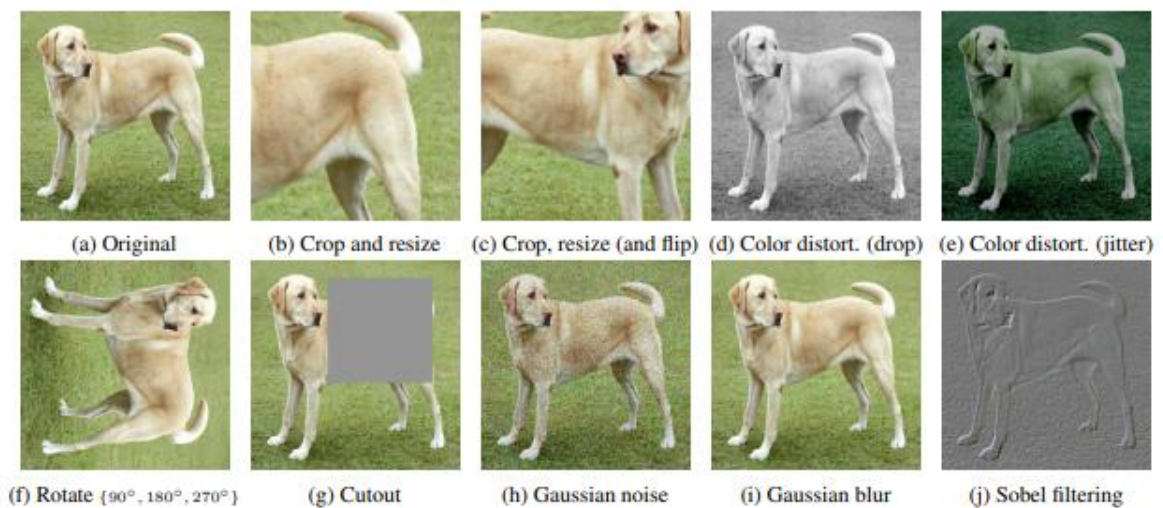 (a) Original
(b) Crop and resize
(c) Crop, resize (and flip)
(d) Color distort. (drop)
(e) Color distort. (jitter)
(f) Rotate {90°, 180°, 270°}
(g) Cutout
(h) Gaussian noise
(i) Gaussian blur
(j) Sobel filtering